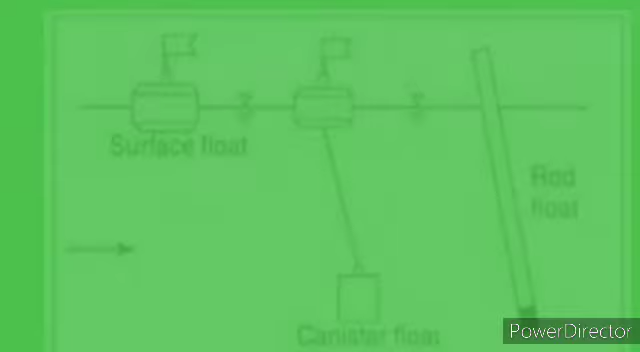 Surface float
Rod
float
Canister float
PowerDirector